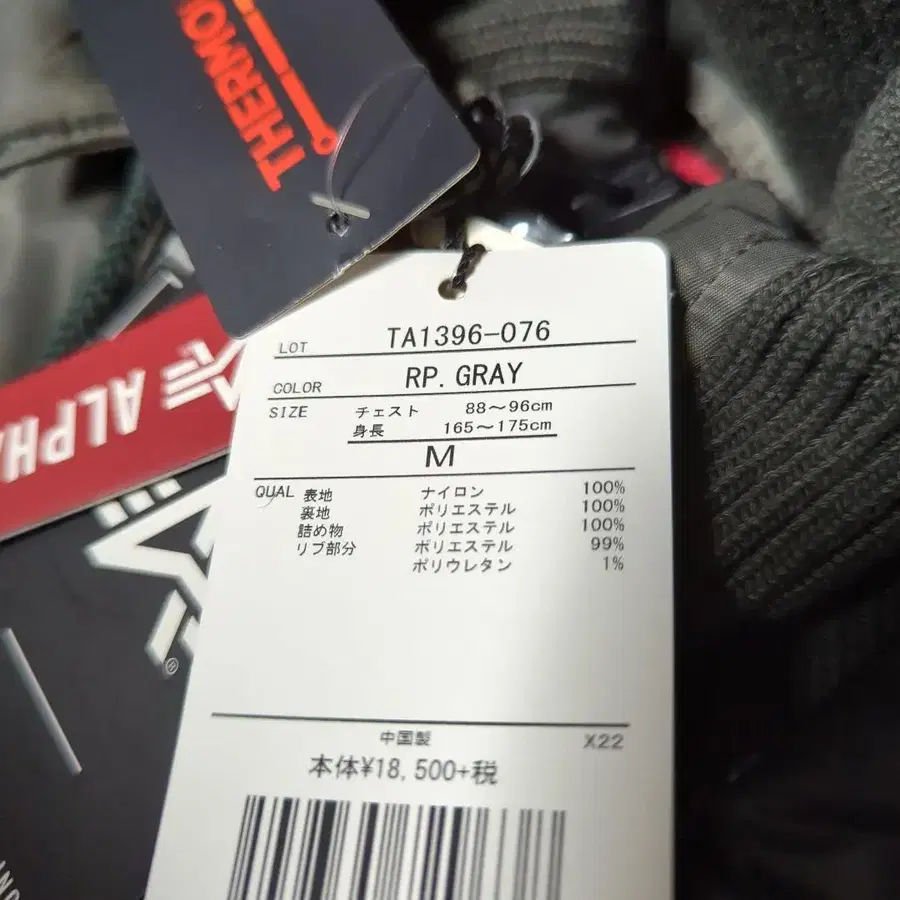 THERMO
ALPHA
LOT TA1396-076
COLOR RP. GRAY
SIZE チェスト 88～96cm
身長 165～175cm
M
QUAL 表地 ナイロン 100%
裏地 ポリエステル 100%
詰め物 ポリエステル 100%
リブ部分 ポリエステル 99%
ポリウレタン 1%
®
中国製 X22
本体¥18,500+税